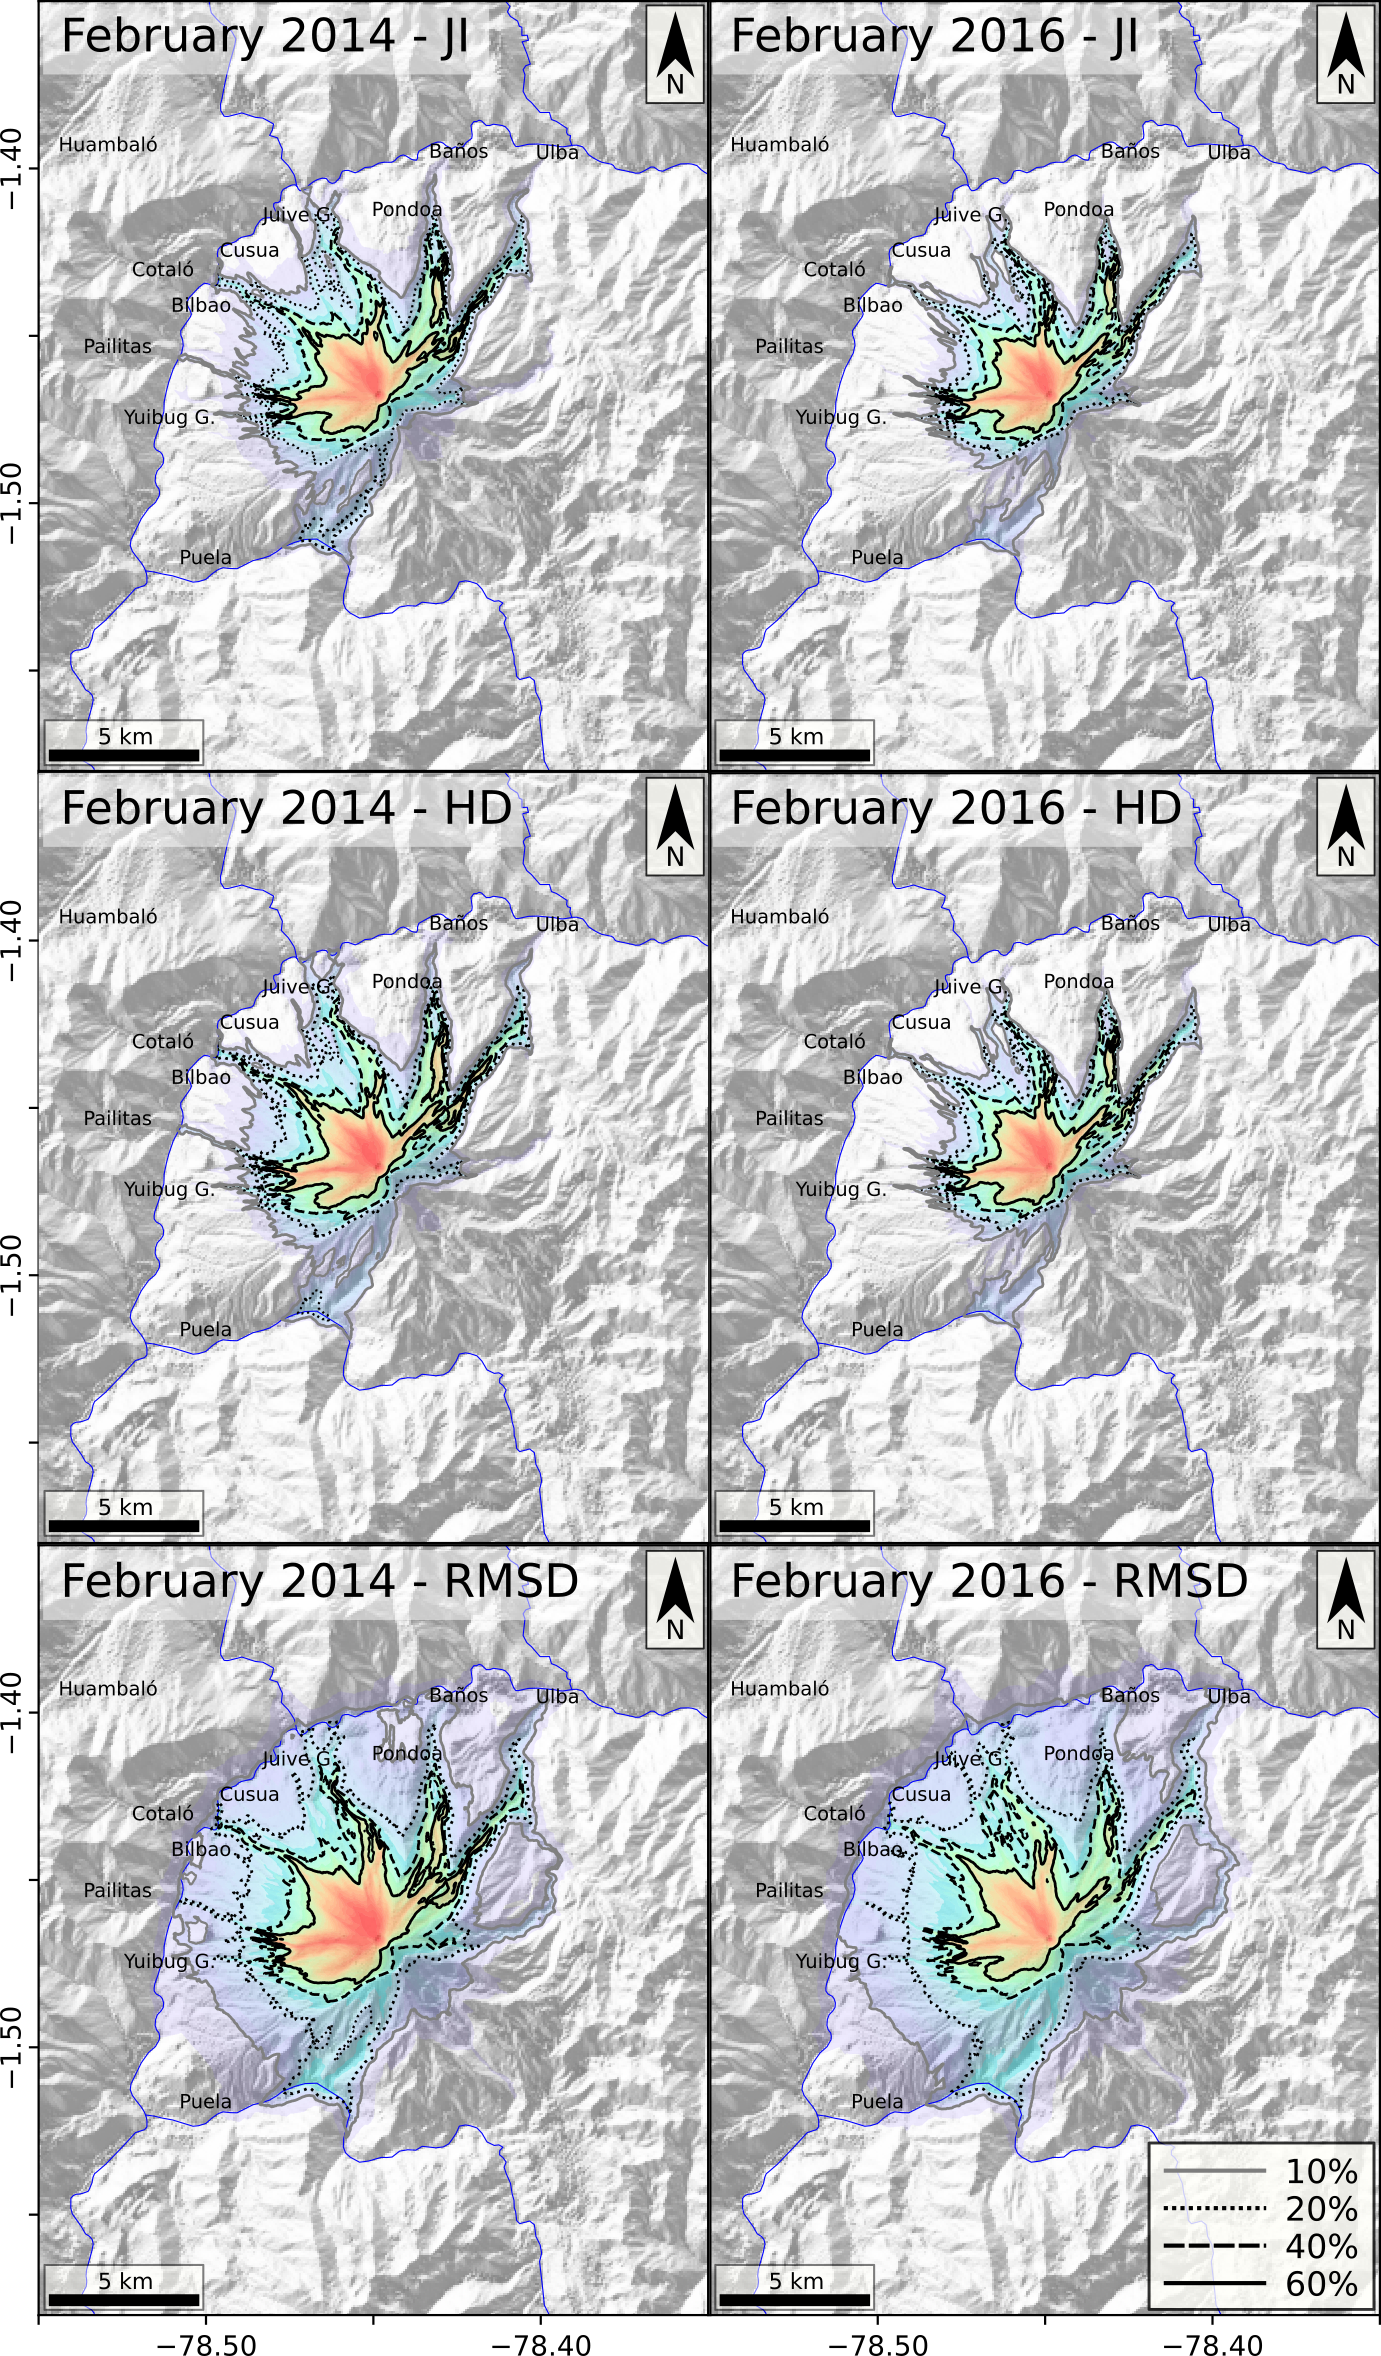 February 2014 - JI
N
Huambaló
Baños
Ulba
Juive G.
Pondoa
Cusua
Cotaló
Bilbao
Pailitas
Yuibug G.
Puela
5 km
−1.40
−1.50
February 2016 - JI
N
Huambaló
Baños
Ulba
Juive G.
Pondoa
Cusua
Cotaló
Bilbao
Pailitas
Yuibug G.
Puela
5 km
February 2014 - HD
N
Huambaló
Baños
Ulba
Juive G.
Pondoa
Cusua
Cotaló
Bilbao
Pailitas
Yuibug G.
Puela
5 km
−1.40
−1.50
February 2016 - HD
N
Huambaló
Baños
Ulba
Juive G.
Pondoa
Cusua
Cotaló
Bilbao
Pailitas
Yuibug G.
Puela
5 km
February 2014 - RMSD
N
Huambaló
Baños
Ulba
Juive G.
Pondoa
Cusua
Cotaló
Bilbao
Pailitas
Yuibug G.
Puela
5 km
−1.40
−1.50
−78.50
−78.40
February 2016 - RMSD
N
Huambaló
Baños
Ulba
Juive G.
Pondoa
Cusua
Cotaló
Bilbao
Pailitas
Yuibug G.
Puela
5 km
10%
20%
40%
60%
−78.50
−78.40